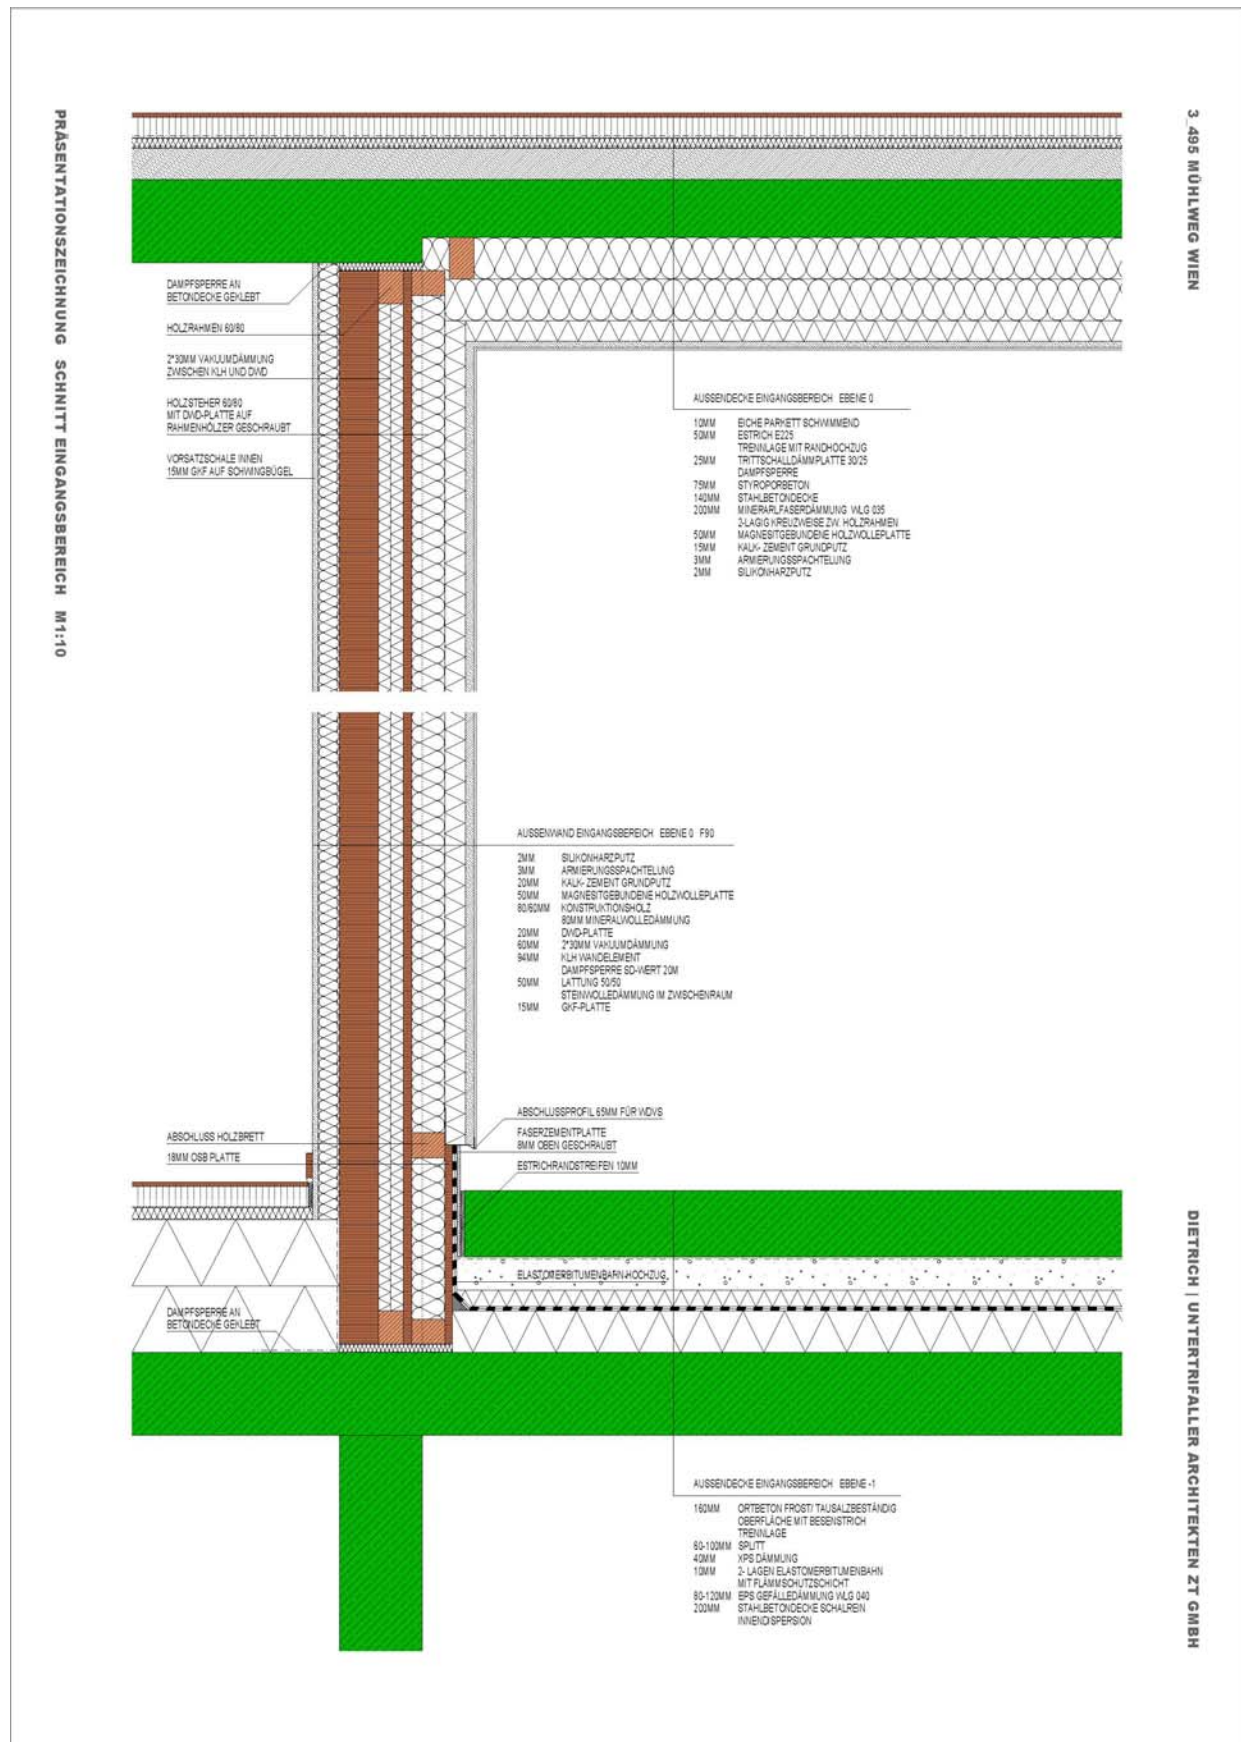 3_495 MÜHLWEG WIEN
PRÄSENTATIONSZEICHNUNG SCHNITT EINGANGSBEREICH M1:10
DAMPFSPERRE AN
BETONDECKE GEKLEBT
HOLZRAHMEN 60/80
2*30MM VAKUUMDÄMMUNG
ZWISCHEN KLH UND DWD
HOLZSTEHER 60/80
MIT DWD-PLATTE AUF
RAHMENHÖLZER GESCHRAUBT
VORSATZSCHALE INNEN
15MM GKF AUF SCHWINGBÜGEL
AUSSENDECKE EINGANGSBEREICH EBENE 0
10MM EICHE PARKETT SCHWIMMEND
50MM ESTRICH E225
TRENNLAGE MIT RANDHOCHZUG
25MM TRITTSCHALLDÄMMPLATTE 30/25
DAMPFSPERRE
75MM STYROPORBETON
140MM STAHLBETONDECKE
200MM MINERARLFASERDÄMMUNG WLG 035
2-LAGIG KREUZWEISE ZW. HOLZRAHMEN
50MM MAGNESITGEBUNDENE HOLZWOLLEPLATTE
15MM KALK- ZEMENT GRUNDPUTZ
3MM ARMIERUNGSSPACHTELUNG
2MM SILIKONHARZPUTZ
AUSSENWAND EINGANGSBEREICH EBENE 0 F90
2MM SILIKONHARZPUTZ
3MM ARMIERUNGSSPACHTELUNG
20MM KALK- ZEMENT GRUNDPUTZ
50MM MAGNESITGEBUNDENE HOLZWOLLEPLATTE
80/60MM KONSTRUKTIONSHOLZ
80MM MINERALWOLLEDÄMMUNG
20MM DWD-PLATTE
60MM 2*30MM VAKUUMDÄMMUNG
94MM KLH WANDELEMENT
DAMPFSPERRE SD-WERT 20M
50MM LATTUNG 50/50
STEINWOLLEDÄMMUNG IM ZWISCHENRAUM
15MM GKF-PLATTE
ABSCHLUSSPROFIL 65MM FÜR WDVS
FASERZEMENTPLATTE
8MM OBEN GESCHRAUBT
ESTRICHRANDSTREIFEN 10MM
ABSCHLUSS HOLZBRETT
18MM OSB PLATTE
ELASTOMERBITUMENBAHN-HOCHZUG
DAMPFSPERRE AN
BETONDECKE GEKLEBT
AUSSENDECKE EINGANGSBEREICH EBENE -1
160MM ORTBETON FROST/ TAUSALZBESTÄNDIG
OBERFLÄCHE MIT BESENSTRICH
TRENNLAGE
60-100MM SPLITT
40MM XPS DÄMMUNG
10MM 2- LAGEN ELASTOMERBITUMENBAHN
MIT FLÄMMSCHUTZSCHICHT
80-120MM EPS GEFÄLLEDÄMMUNG WLG 040
200MM STAHLBETONDECKE SCHALREIN
INNENDISPERSION
DIETRICH | UNTERTRIFALLER ARCHITEKTEN ZT GMBH